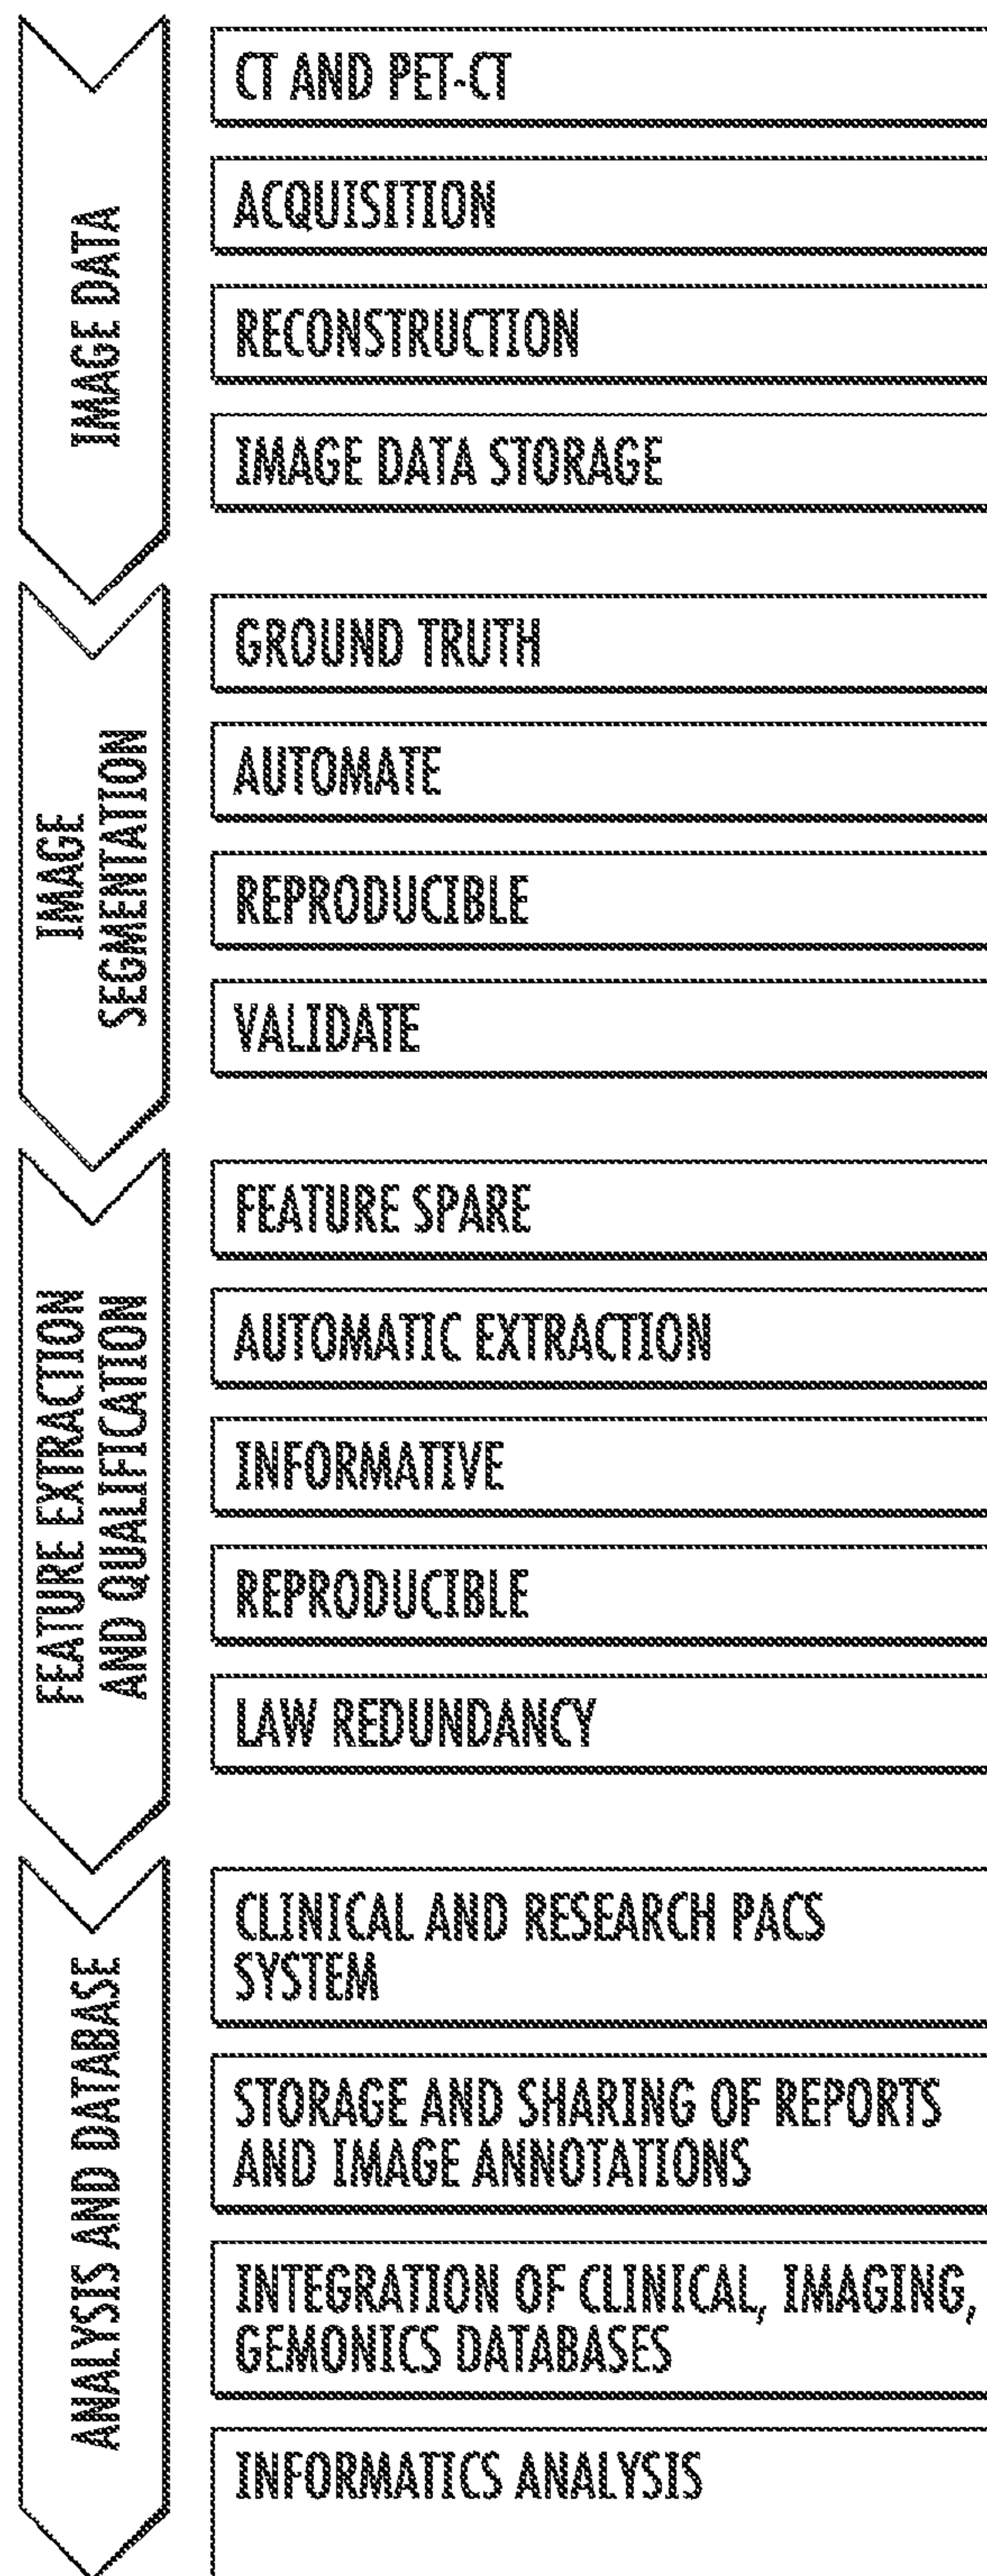 IMAGE DATA
CT AND PET-CT
ACQUISITION
RECONSTRUCTION
IMAGE DATA STORAGE
IMAGE
SEGMENTATION
GROUND TRUTH
AUTOMATE
REPRODUCIBLE
VALIDATE
FEATURE EXTRACTION
AND QUALIFICATION
FEATURE SPARE
AUTOMATIC EXTRACTION
INFORMATIVE
REPRODUCIBLE
LAW REDUNDANCY
ANALYSIS AND DATABASE
CLINICAL AND RESEARCH PACS
SYSTEM
STORAGE AND SHARING OF REPORTS
AND IMAGE ANNOTATIONS
INTEGRATION OF CLINICAL, IMAGING,
GEMONICS DATABASES
INFORMATICS ANALYSIS